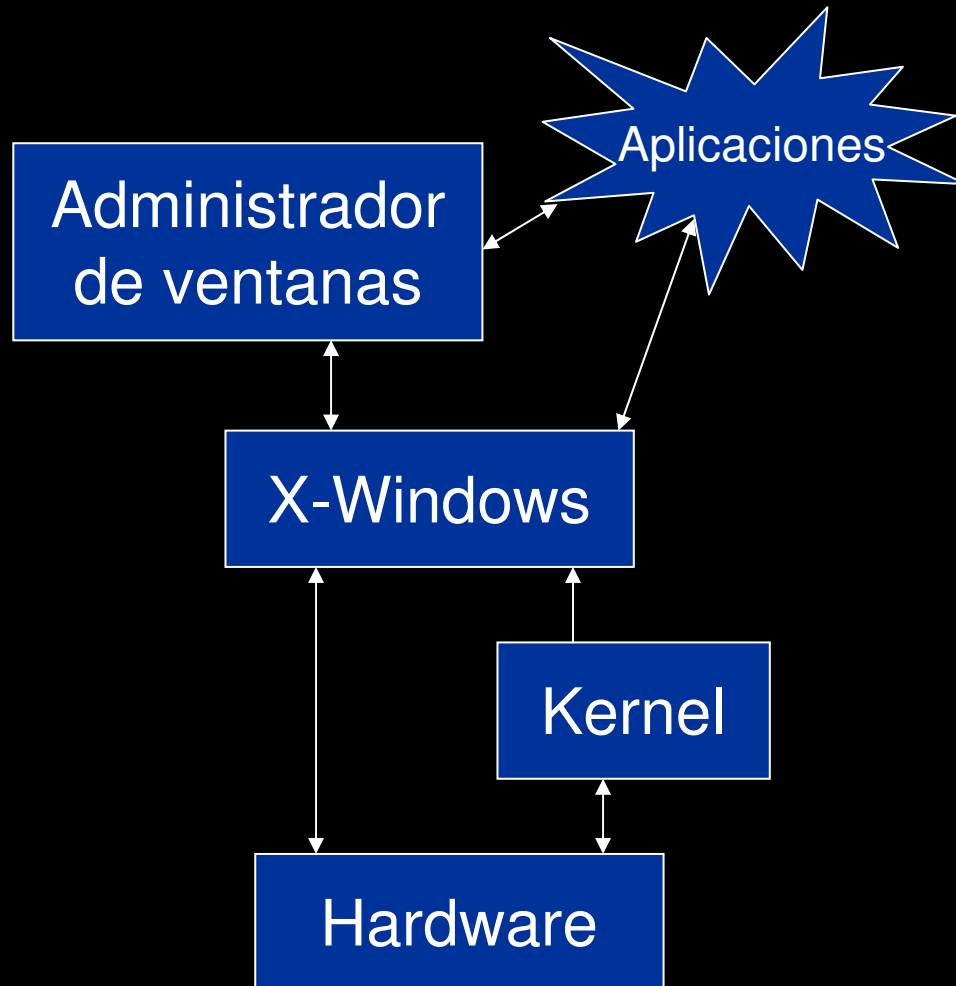 Aplicaciones
Administrador
de ventanas
X-Windows
Kernel
Hardware